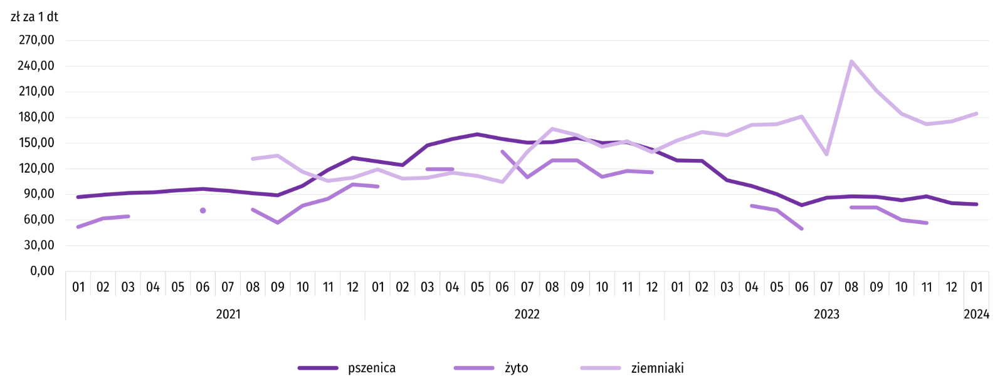 zł za 1 dt
270,00
240,00
210,00
180,00
150,00
120,00
90,00
60,00
30,00
0,00
01 02 03 04 05 06 07 08 09 10 11 12 01 02 03 04 05 06 07 08 09 10 11 12 01 02 03 04 05 06 07 08 09 10 11 12 01
2021 2022 2023 2024
pszenica żyto ziemniaki